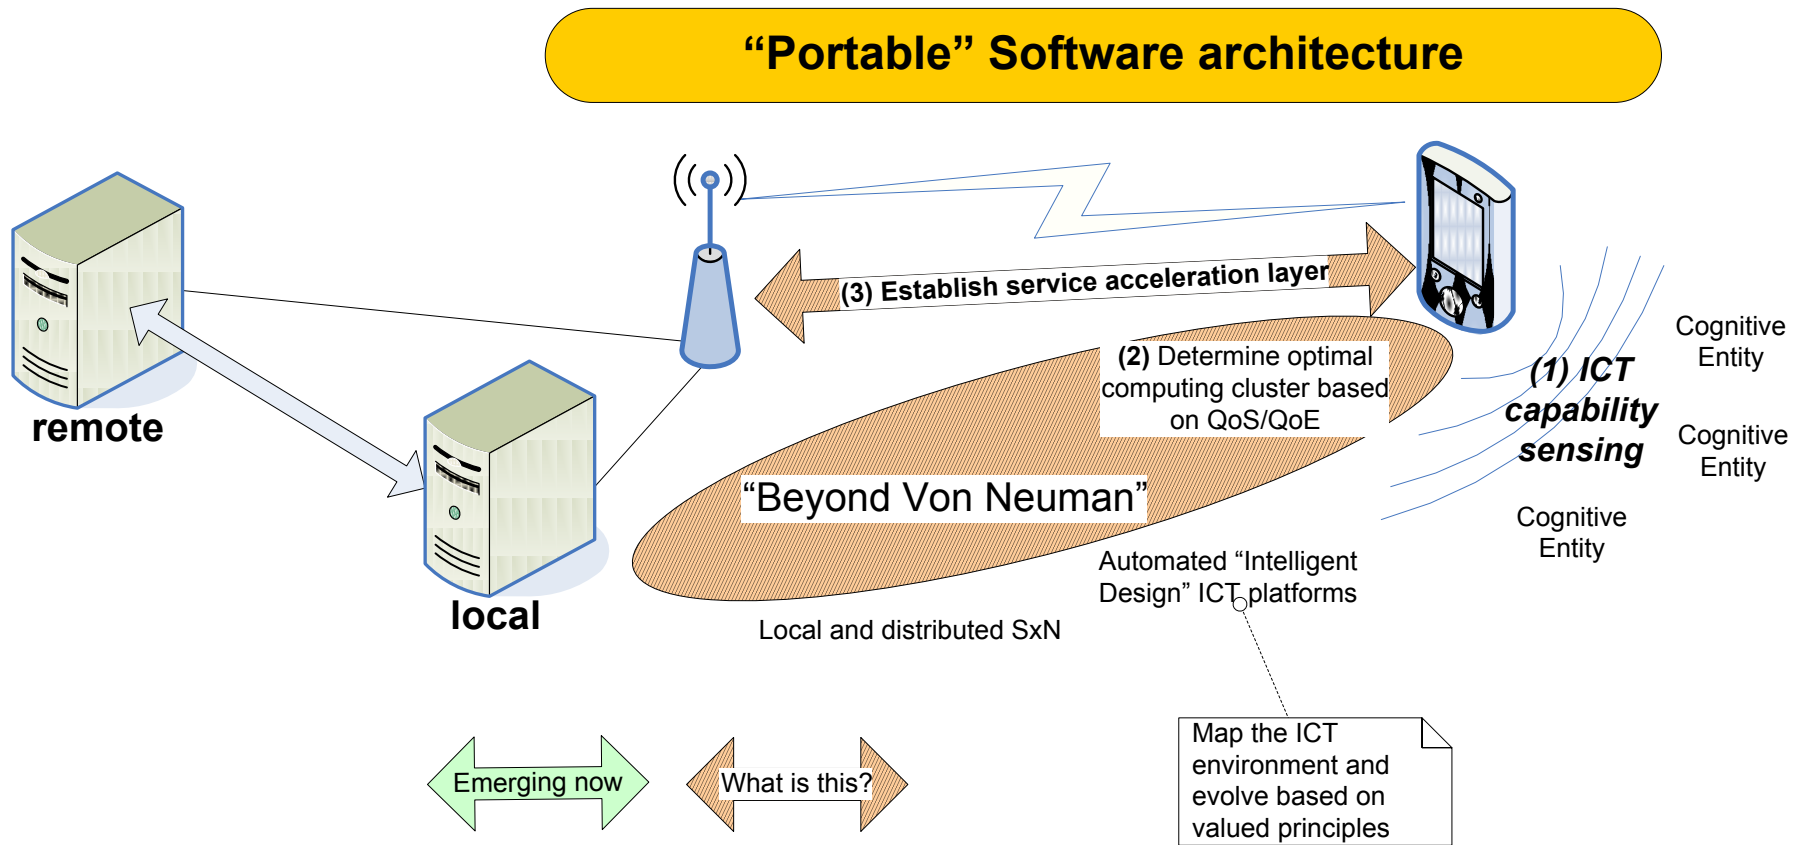 “Portable” Software architecture
(3) Establish service acceleration layer
(2) Determine optimal
computing cluster based
on QoS/QoE
(1) ICT
capability
sensing
Cognitive
Entity
Cognitive
Entity
Cognitive
Entity
remote
“Beyond Von Neuman”
local
Automated “Intelligent
Design” ICT platforms
Local and distributed SxN
Emerging now
What is this?
Map the ICT
environment and
evolve based on
valued principles